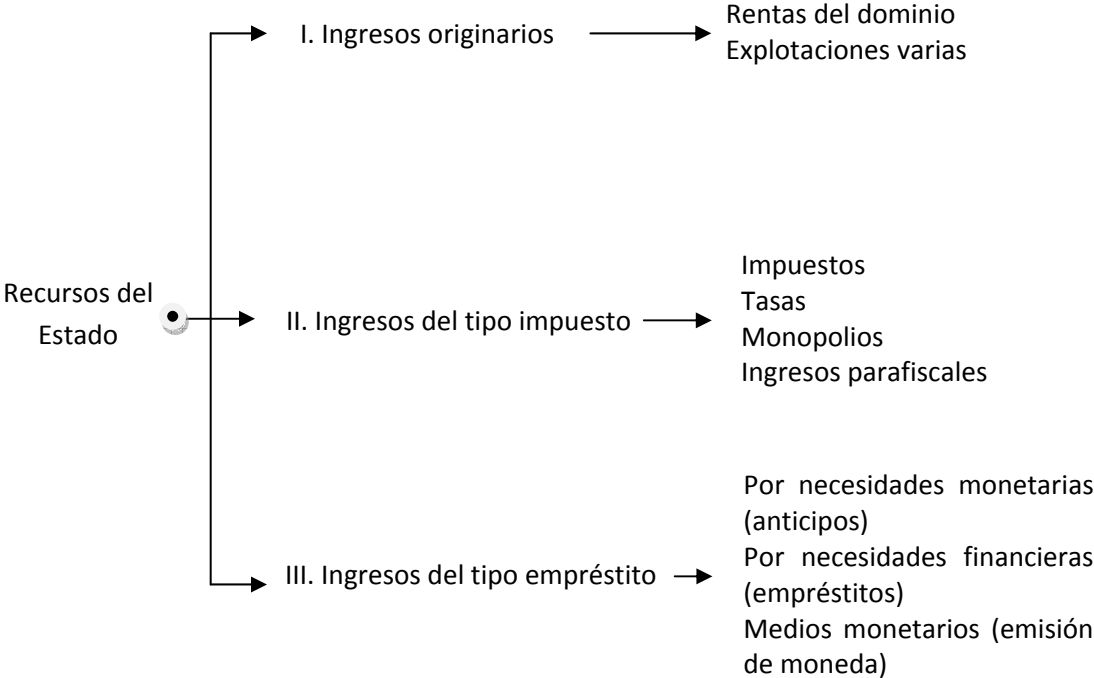 Rentas del dominio
I. Ingresos originarios
Explotaciones varias
Recursos del
Estado
II. Ingresos del tipo impuesto
Impuestos
Tasas
Monopolios
Ingresos parafiscales
III. Ingresos del tipo empréstito
Por necesidades monetarias
(anticipos)
Por necesidades financieras
(empréstitos)
Medios monetarios (emisión
de moneda)